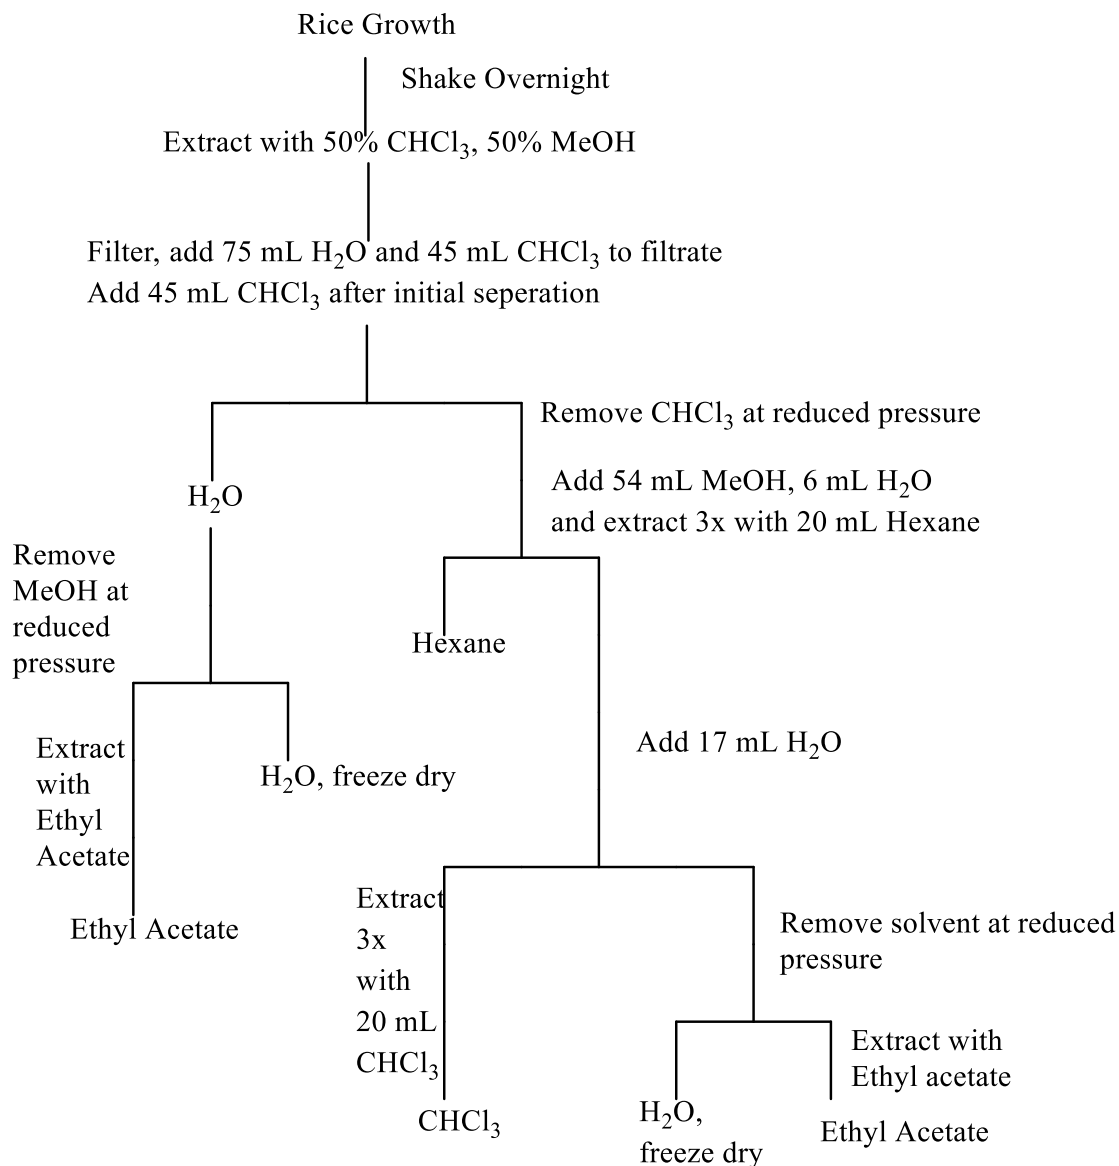 Rice Growth
Shake Overnight
Extract with 50% CHCl₃, 50% MeOH
Filter, add 75 mL H₂O and 45 mL CHCl₃ to filtrate
Add 45 mL CHCl₃ after initial seperation
Remove CHCl₃ at reduced pressure
Add 54 mL MeOH, 6 mL H₂O
and extract 3x with 20 mL Hexane
H₂O
Remove
MeOH at
reduced
pressure
Hexane
Extract
with
Ethyl
Acetate
H₂O, freeze dry
Add 17 mL H₂O
Ethyl Acetate
Extract
3x
with
20 mL
CHCl₃
Remove solvent at reduced
pressure
Extract with
Ethyl acetate
CHCl₃
H₂O,
freeze dry
Ethyl Acetate